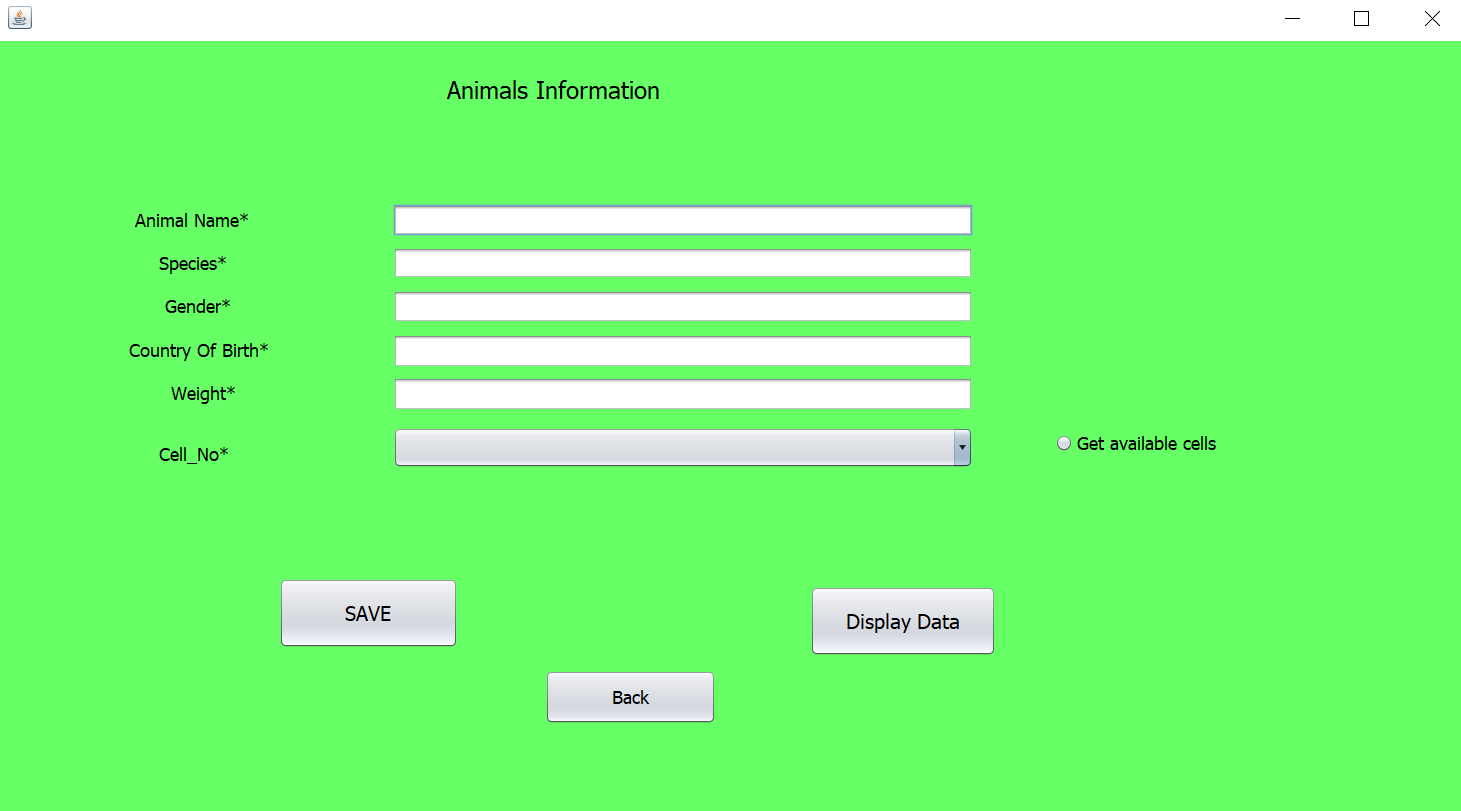 Animals Information
Animal Name*
Species*
Gender*
Country Of Birth*
Weight*
Cell_No*
Get available cells
SAVE
Display Data
Back